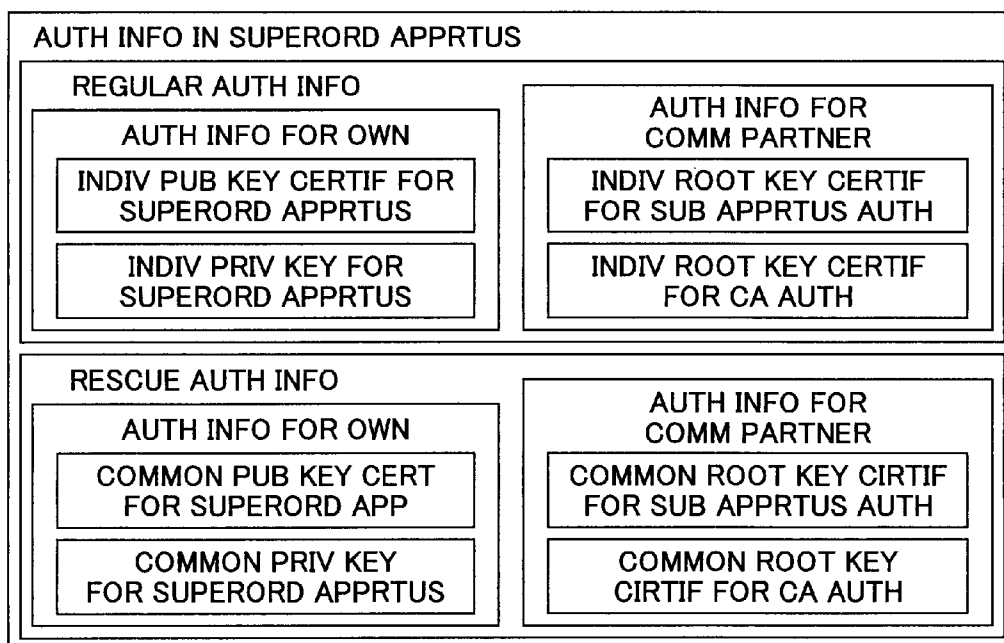 AUTH INFO IN SUPERORD APPRTUS
REGULAR AUTH INFO
AUTH INFO FOR OWN
INDIV PUB KEY CERTIF FOR
SUPERORD APPRTUS
INDIV PRIV KEY FOR
SUPERORD APPRTUS
AUTH INFO FOR
COMM PARTNER
INDIV ROOT KEY CERTIF
FOR SUB APPRTUS AUTH
INDIV ROOT KEY CERTIF
FOR CA AUTH
RESCUE AUTH INFO
AUTH INFO FOR OWN
COMMON PUB KEY CERT
FOR SUPERORD APP
COMMON PRIV KEY
FOR SUPERORD APPRTUS
AUTH INFO FOR
COMM PARTNER
COMMON ROOT KEY CIRTIF
FOR SUB APPRTUS AUTH
COMMON ROOT KEY
CIRTIF FOR CA AUTH